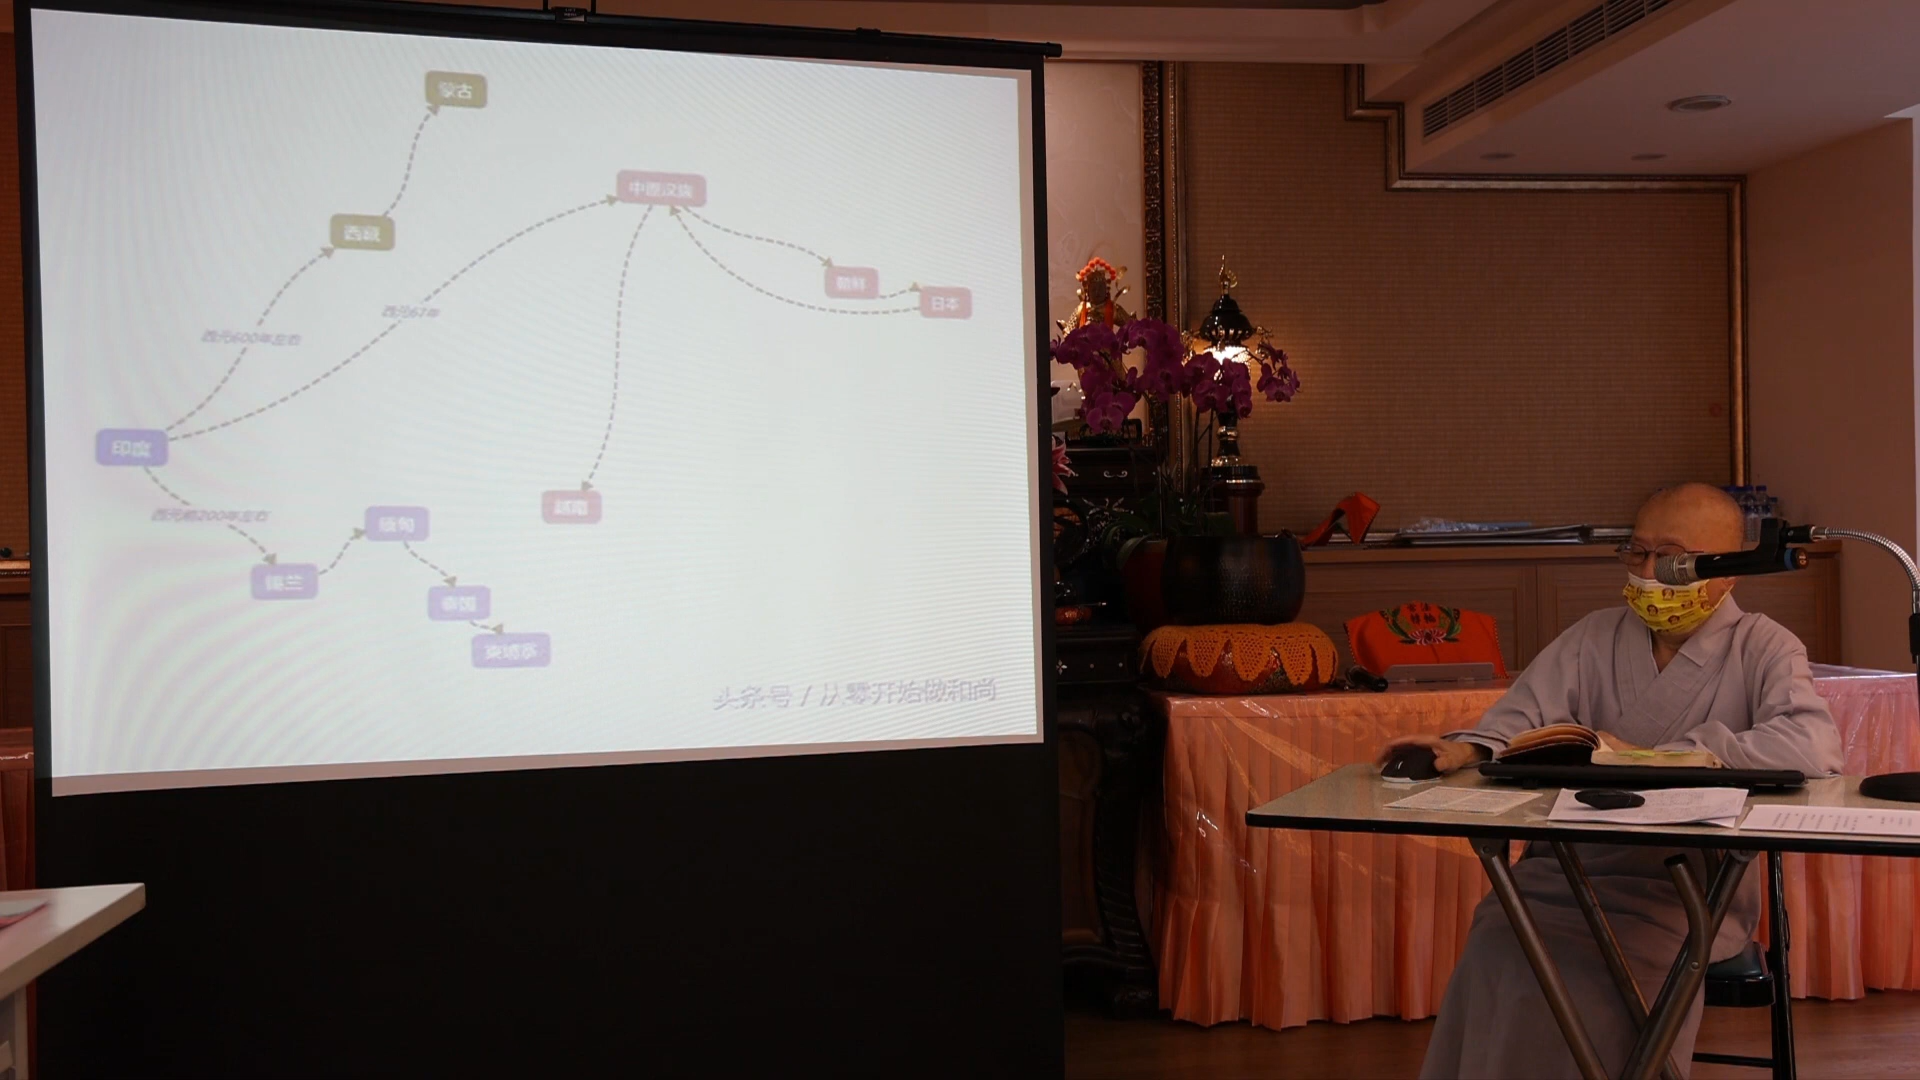 蒙古
中原汉族
西藏
朝鲜
日本
西元67年
西元600年左右
印度
西元前200年左右
缅甸
越南
锡兰
泰国
柬埔寨
头条号 / 从零开始做和尚